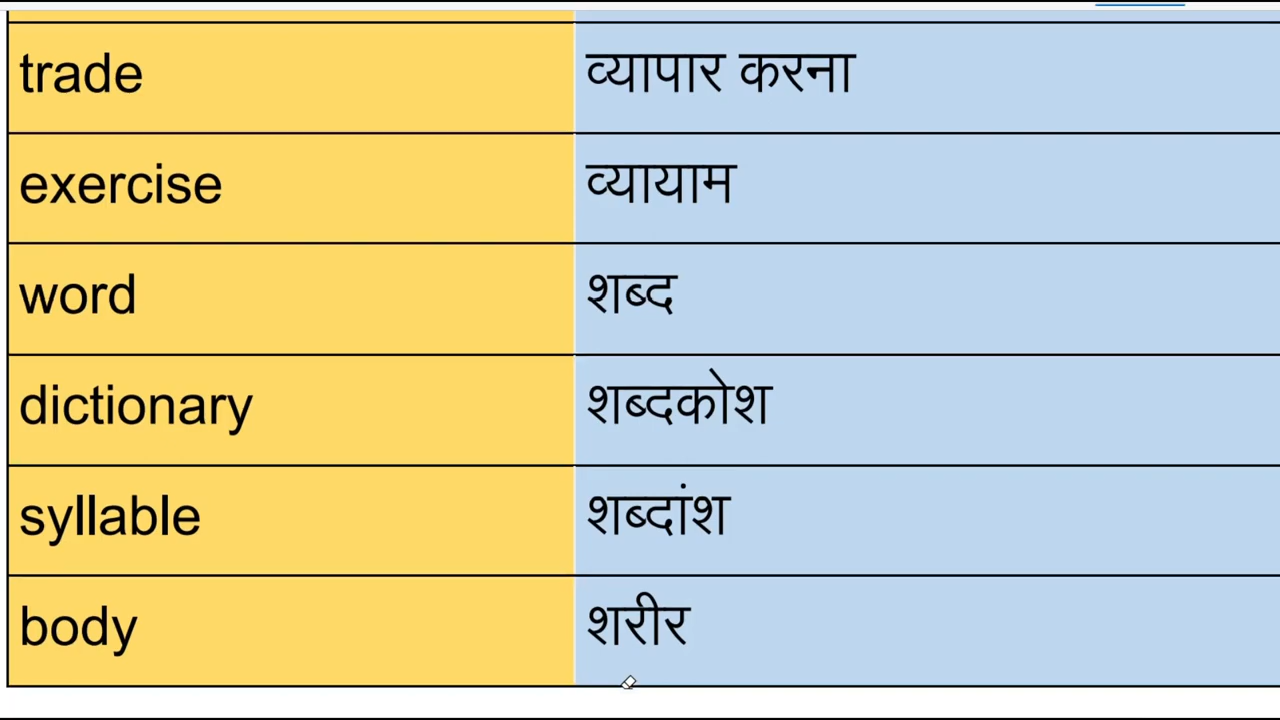 trade व्यापार करना
exercise व्यायाम
word शब्द
dictionary शब्दकोश
syllable शब्दांश
body शरीर